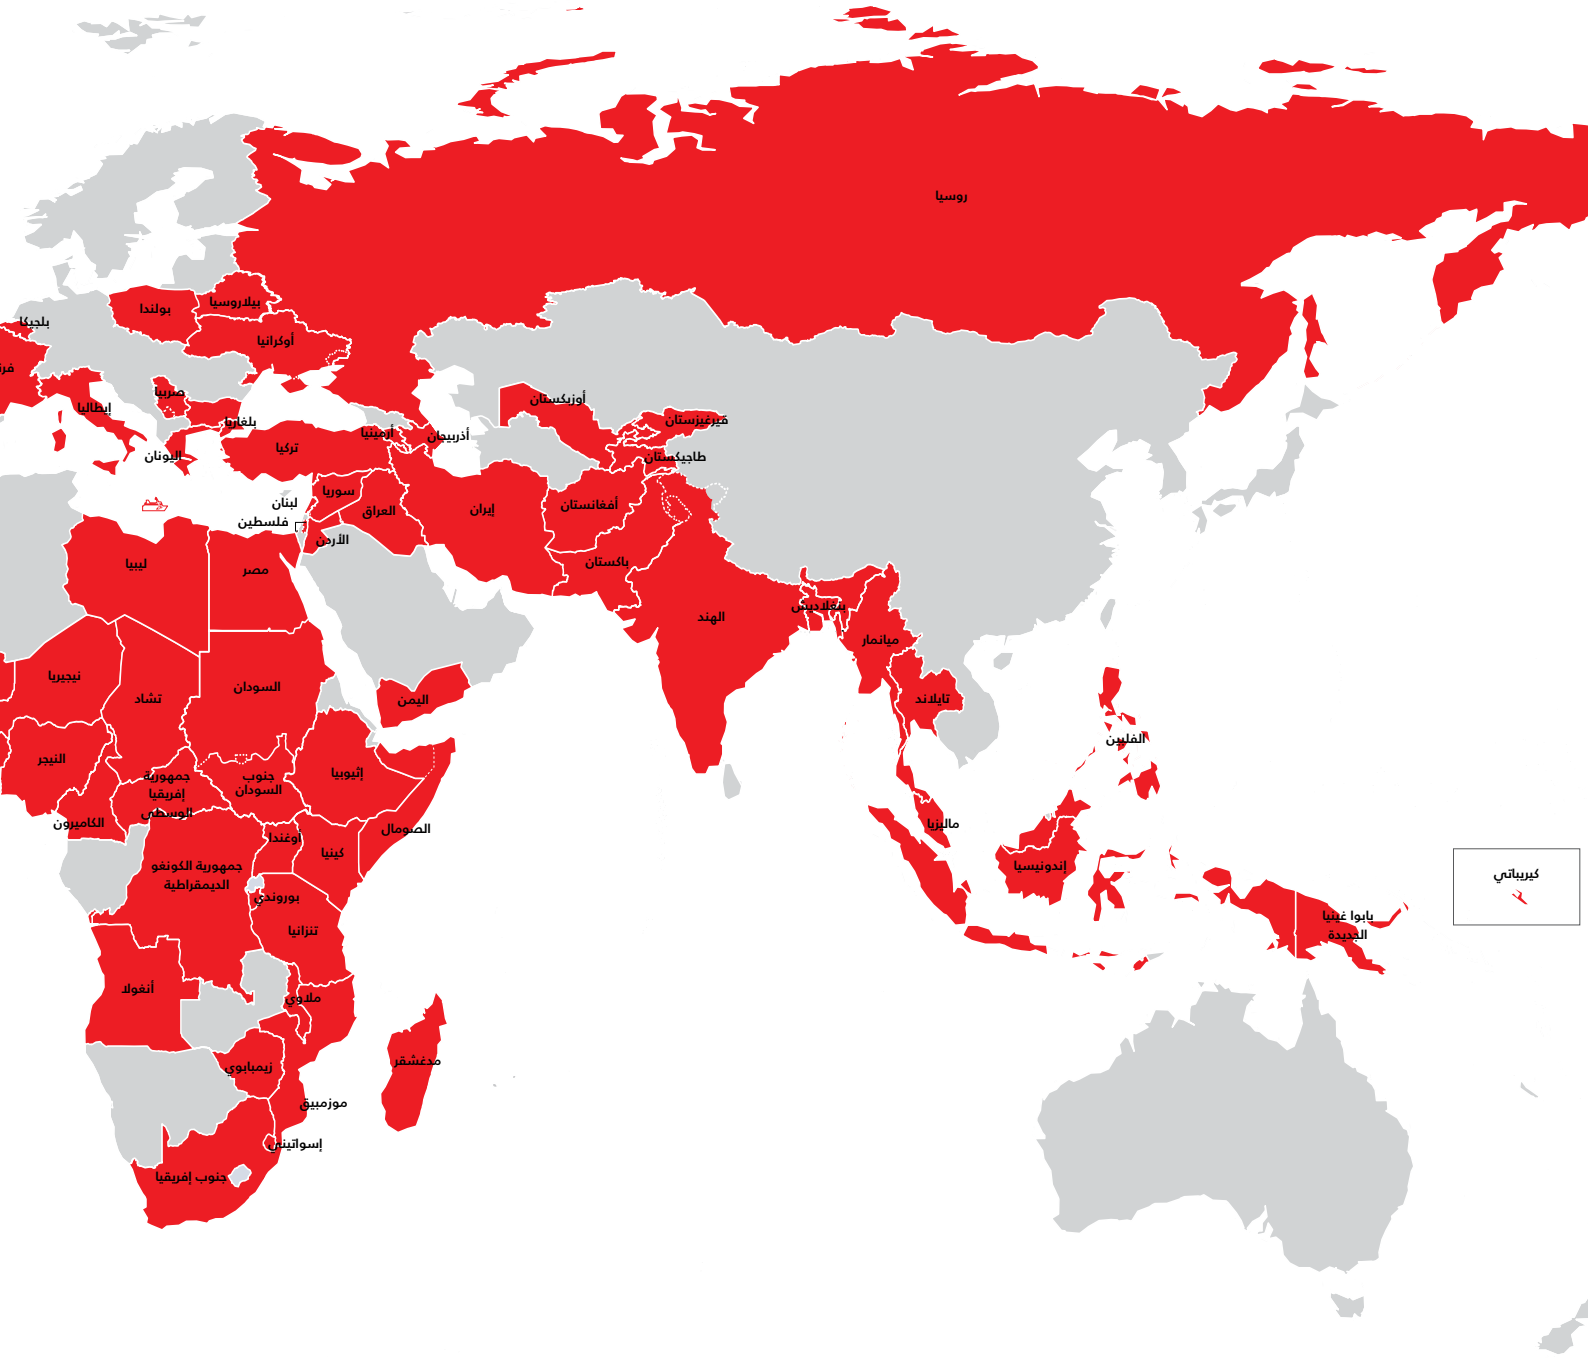 روسيا
بولندا
بيلاروسيا
بلجيكا
أوكرانيا
فر
صربيا
إيطاليا
بلغاريا
أوزبكستان
قيرغيزستان
أرمينيا
أذربيجان
تركيا
اليونان
طاجيكستان
سوريا
لبنان
العراق
إيران
أفغانستان
فلسطين
الأردن
ليبيا
مصر
باكستان
بنغلاديش
الهند
ميانمار
نيجيريا
تشاد
السودان
اليمن
تايلاند
الفلبين
النيجر
جمهورية
إفريقيا
الوسطى
جنوب
السودان
إثيوبيا
الكاميرون
الصومال
ماليزيا
أوغندا
كينيا
جمهورية الكونغو
الديمقراطية
إندونيسيا
كيريباتي
بوروندي
تنزانيا
بابوا غينيا
الجديدة
أنغولا
ملاوي
زيمبابوي
مدغشقر
موزمبيق
إسواتيني
جنوب إفريقيا